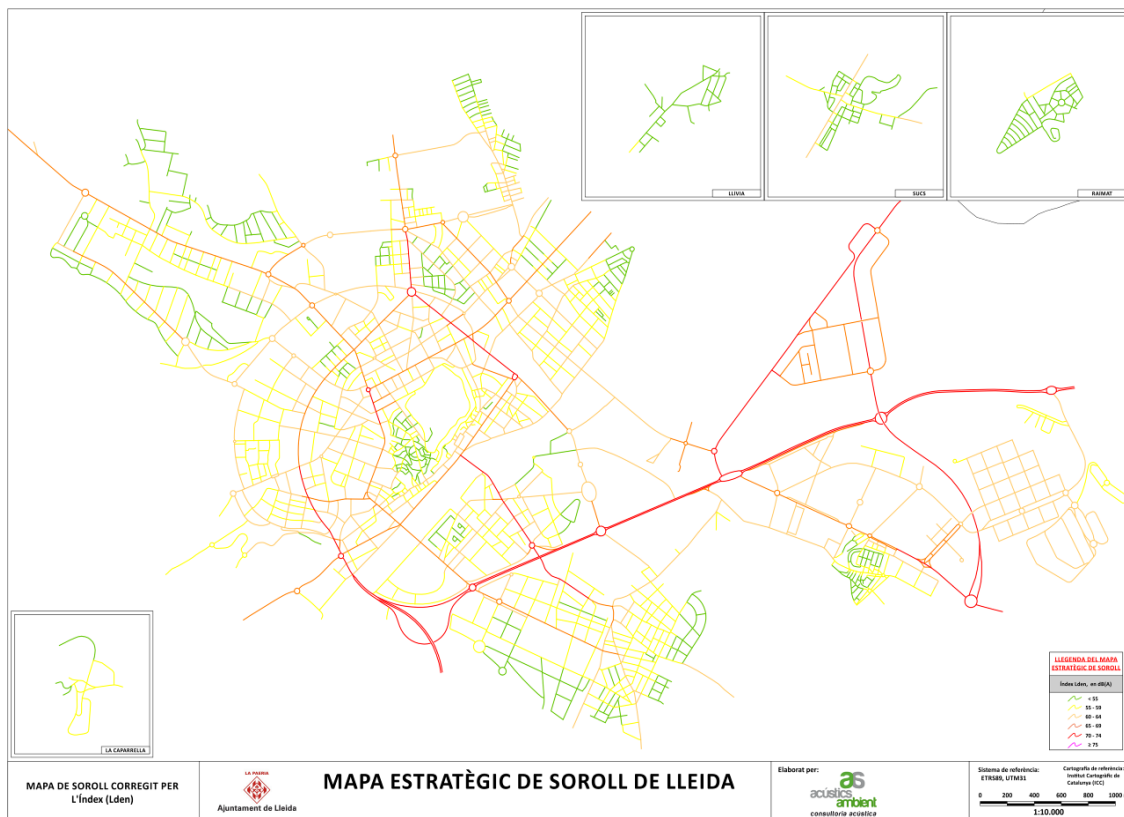 LLIVIA
SUCS
RAIMAT
LA CAPARRELLA
LLEGENDA DEL MAPA
ESTRATÈGIC DE SOROLL
Índex Lden, en dB(A)
< 55
55 - 59
60 - 64
65 - 69
70 - 74
≥ 75
MAPA DE SOROLL CORREGIT PER
L'Índex (Lden)
LA PAERIA
Ajuntament de Lleida
MAPA ESTRATÈGIC DE SOROLL DE LLEIDA
Elaborat per:
acústics
ambient
consultoria acústica
Sistema de referència:
ETRS89, UTM31
Cartografia de referència:
Institut Cartogràfic de
Catalunya (ICC)
0 200 400 600 800 1000
1:10.000